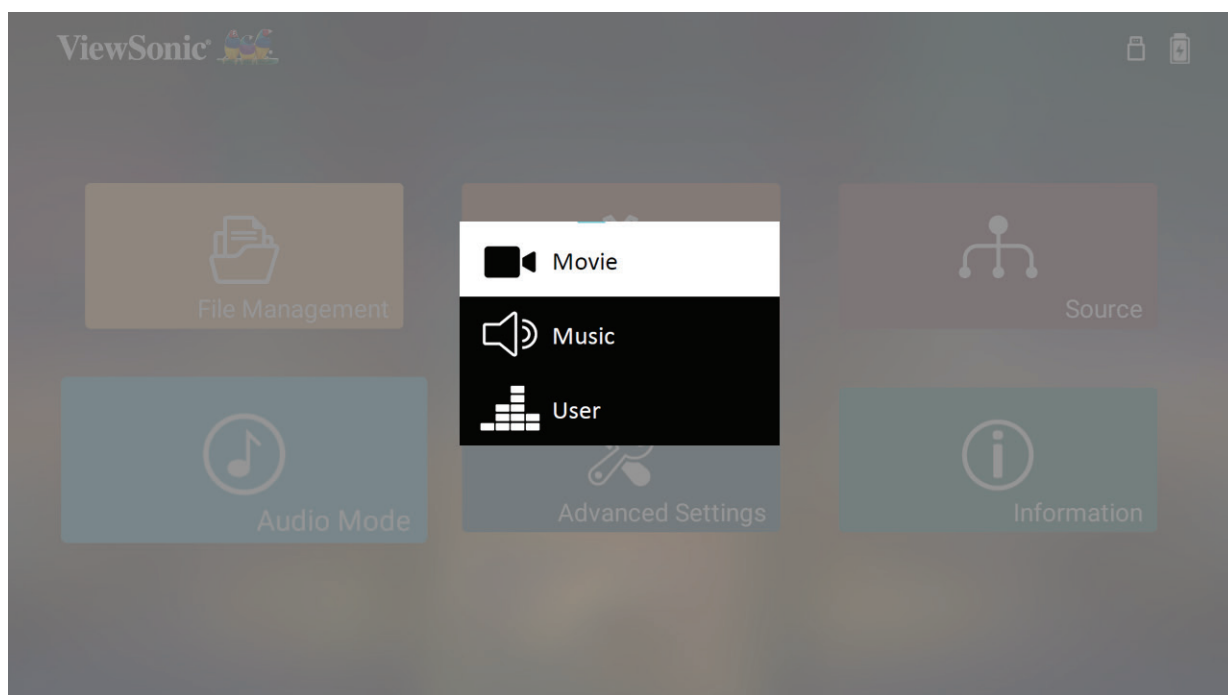 ViewSonic
File Management
Movie
Source
Music
User
Audio Mode
Advanced Settings
Information